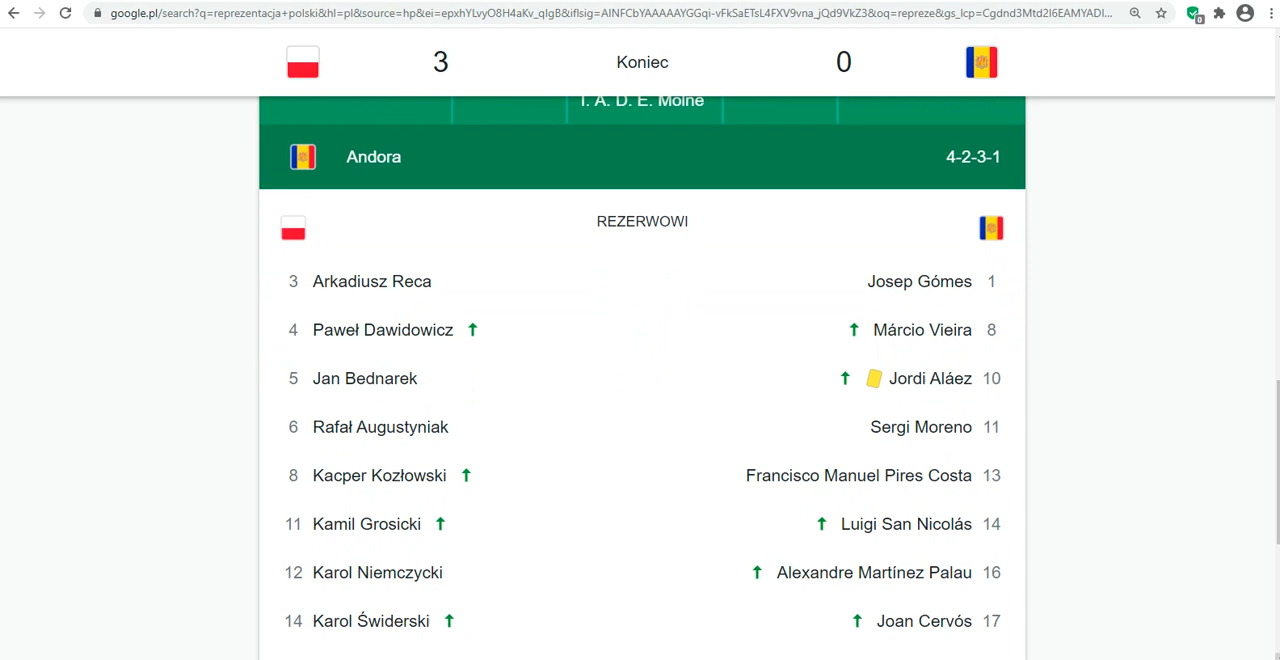 google.pl/search?q=reprezentacja+polski&hl=pl&source=hp&ei=epxhYLvyO8H4aKv_qIgB&iflsig=AINFCbYAAAAAYGGqi-vFkSaETsL4FXV9vna_jQd9VkZ3&oq=repreze&gs_lcp=Cgdnd3Mtd2l6EAMYADI...
3 Koniec 0
I. A. D. E. Molné
Andora 4-2-3-1
REZERWOWI
3 Arkadiusz Reca Josep Gómes 1
4 Paweł Dawidowicz Márcio Vieira 8
5 Jan Bednarek Jordi Aláez 10
6 Rafał Augustyniak Sergi Moreno 11
8 Kacper Kozłowski Francisco Manuel Pires Costa 13
11 Kamil Grosicki Luigi San Nicolás 14
12 Karol Niemczycki Alexandre Martínez Palau 16
14 Karol Świderski Joan Cervós 17